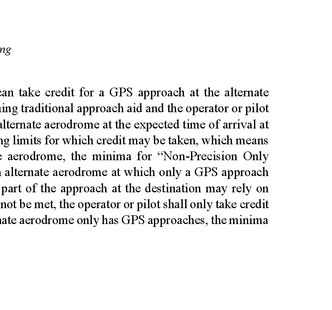 ng
an take credit for a GPS approach at the alternate
ing traditional approach aid and the operator or pilot
alternate aerodrome at the expected time of arrival at
ng limits for which credit may be taken, which means
e aerodrome, the minima for “Non-Precision Only
alternate aerodrome at which only a GPS approach
part of the approach at the destination may rely on
not be met, the operator or pilot shall only take credit
nate aerodrome only has GPS approaches, the minima